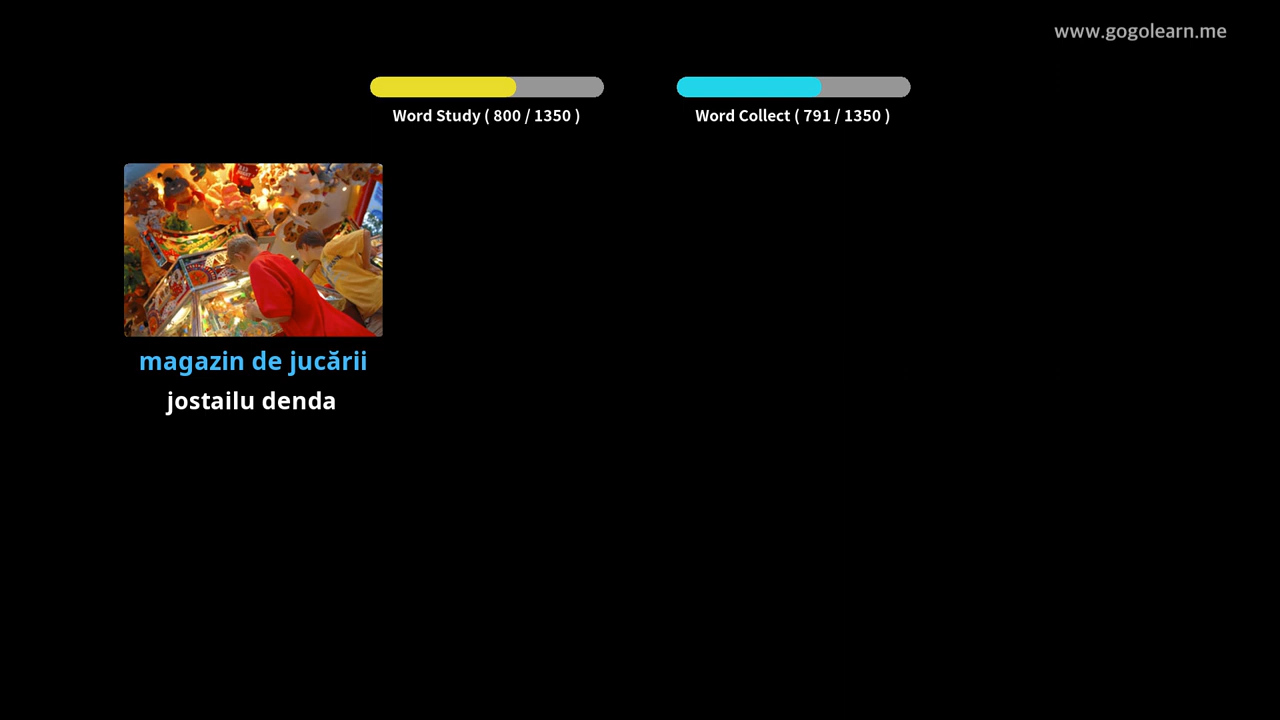 www.gogolearn.me
Word Study ( 800 / 1350 )
Word Collect ( 791 / 1350 )
magazin de jucării
jostailu denda